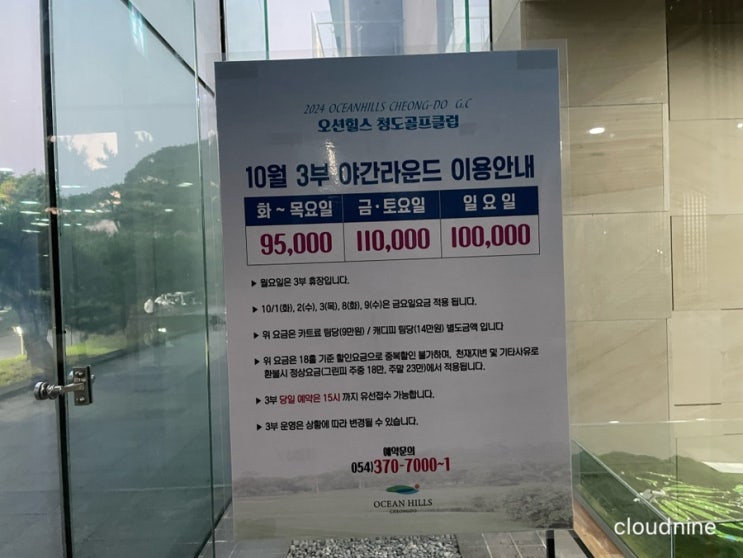 2024 OCEANHILLS CHEONG-DO G.C
오션힐스 청도골프클럽
10월 3부 야간라운드 이용안내
화~목요일 금·토요일 일요일
95,000 110,000 100,000
▶ 월요일은 3부 휴장입니다.
▶ 10/1(화), 2(수), 3(목), 8(화), 9(수)은 금요일요금 적용 됩니다.
▶ 위 요금은 카트료 팀당(9만원) / 캐디피 팀당(14만원) 별도금액 입니다
▶ 위 요금은 18홀 기준 할인요금으로 중복할인 불가하며, 천재지변 및 기타사유로
환불시 정상요금(그린피 주중 18만, 주말 23만)에서 적용됩니다.
▶ 3부 당일 예약은 15시 까지 유선접수 가능합니다.
▶ 3부 운영은 상황에 따라 변경될 수 있습니다.
예약문의
054)370-7000~1
OCEAN HILLS
CHEONGDO
cloudnine